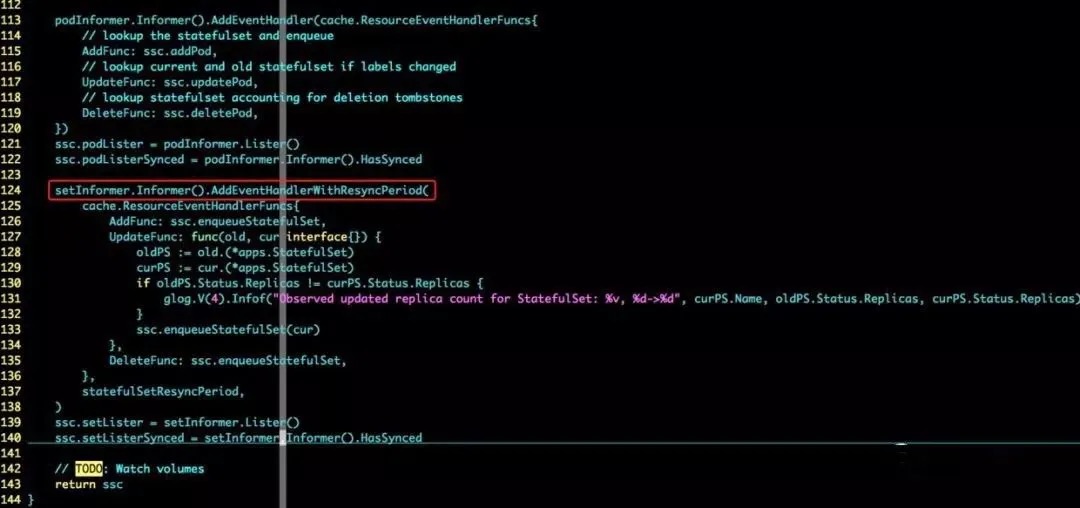 112
113 podInformer.Informer().AddEventHandler(cache.ResourceEventHandlerFuncs{
114 // lookup the statefulset and enqueue
115 AddFunc: ssc.addPod,
116 // lookup current and old statefulset if labels changed
117 UpdateFunc: ssc.updatePod,
118 // lookup statefulset accounting for deletion tombstones
119 DeleteFunc: ssc.deletePod,
120 })
121 ssc.podLister = podInformer.Lister()
122 ssc.podListerSynced = podInformer.Informer().HasSynced
123
124 setInformer.Informer().AddEventHandlerWithResyncPeriod(
125 cache.ResourceEventHandlerFuncs{
126 AddFunc: ssc.enqueueStatefulSet,
127 UpdateFunc: func(old, cur interface{}) {
128 oldPS := old.(*apps.StatefulSet)
129 curPS := cur.(*apps.StatefulSet)
130 if oldPS.Status.Replicas != curPS.Status.Replicas {
131 glog.V(4).Infof("Observed updated replica count for StatefulSet: %v, %d->%d", curPS.Name, oldPS.Status.Replicas, curPS.Status.Replicas)
132 }
133 ssc.enqueueStatefulSet(cur)
134 },
135 DeleteFunc: ssc.enqueueStatefulSet,
136 },
137 statefulSetResyncPeriod,
138 )
139 ssc.setLister = setInformer.Lister()
140 ssc.setListerSynced = setInformer.Informer().HasSynced
141
142 // TODO: Watch volumes
143 return ssc
144 }